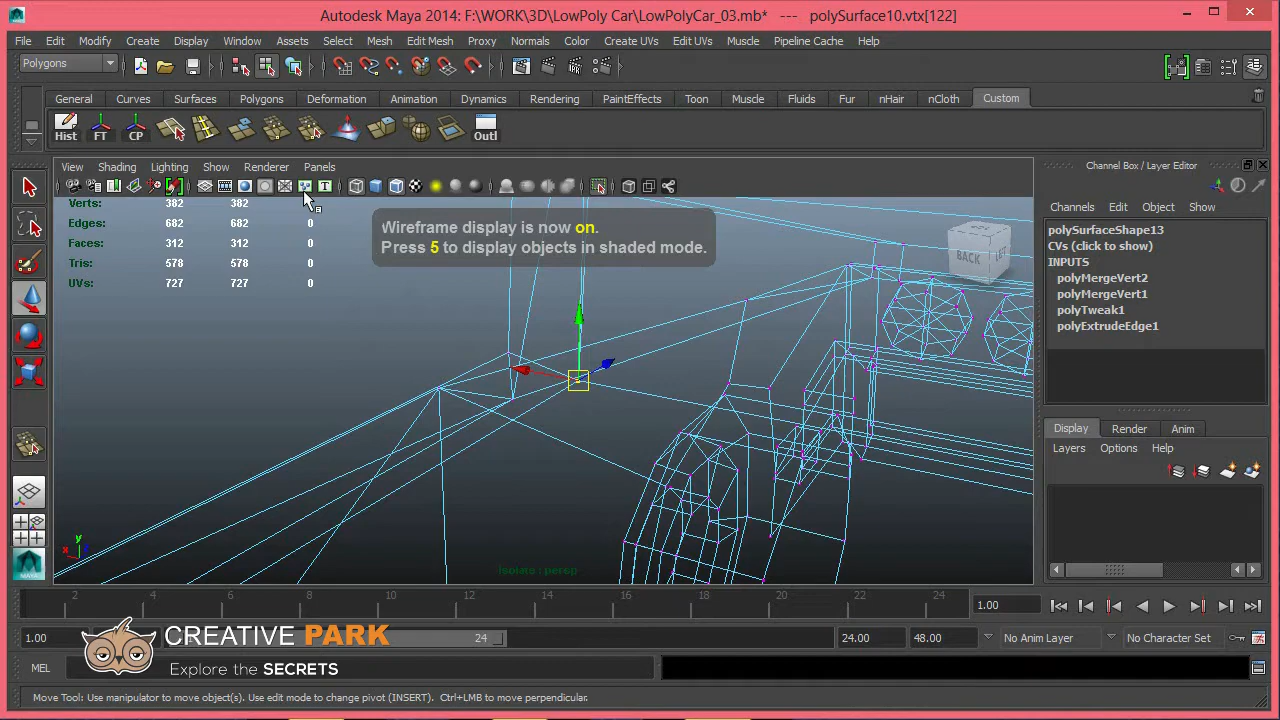 Autodesk Maya 2014: F:\WORK\3D\LowPoly Car\LowPolyCar_03.mb* --- polySurface10.vtx[122]
File Edit Modify Create Display Window Assets Select Mesh Edit Mesh Proxy Normals Color Create UVs Edit UVs Muscle Pipeline Cache Help
Polygons
General Curves Surfaces Polygons Deformation Animation Dynamics Rendering PaintEffects Toon Muscle Fluids Fur nHair nCloth Custom
Hist FT CP Outl
View Shading Lighting Show Renderer Panels
Channel Box / Layer Editor
Channels Edit Object Show
Verts: 382 382 0
Edges: 682 682 0
Faces: 312 312 0
Tris: 578 578 0
UVs: 727 727 0
Wireframe display is now on.
Press 5 to display objects in shaded mode.
BACK LEFT
polySurfaceShape13
CVs (click to show)
INPUTS
polyMergeVert2
polyMergeVert1
polyTweak1
polyExtrudeEdge1
Display Render Anim
Layers Options Help
y
x
Isolate : persp
2 4 6 8 10 12 14 16 18 20 22 24
1.00
1.00 24 24.00 48.00 No Anim Layer No Character Set
CREATIVE PARK
Explore the SECRETS
MEL
Move Tool: Use manipulator to move object(s). Use edit mode to change pivot (INSERT). Ctrl+LMB to move perpendicular.